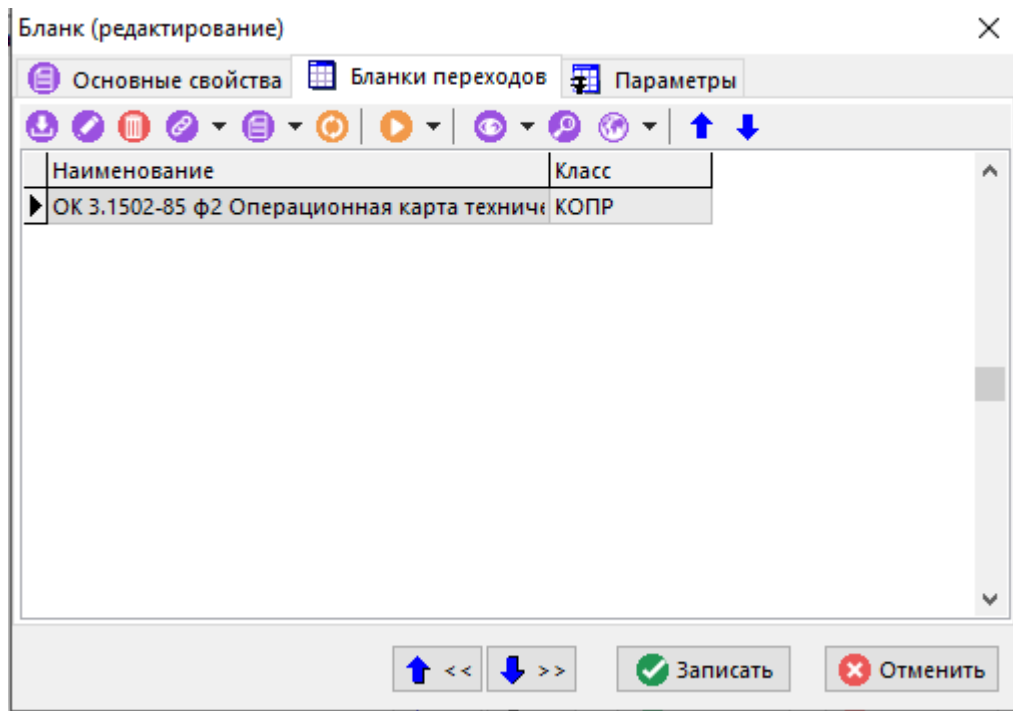 Бланк (редактирование)
Основные свойства Бланки переходов Параметры
Наименование Класс
ОК 3.1502-85 ф2 Операционная карта КОПР
<< >> Записать Отменить